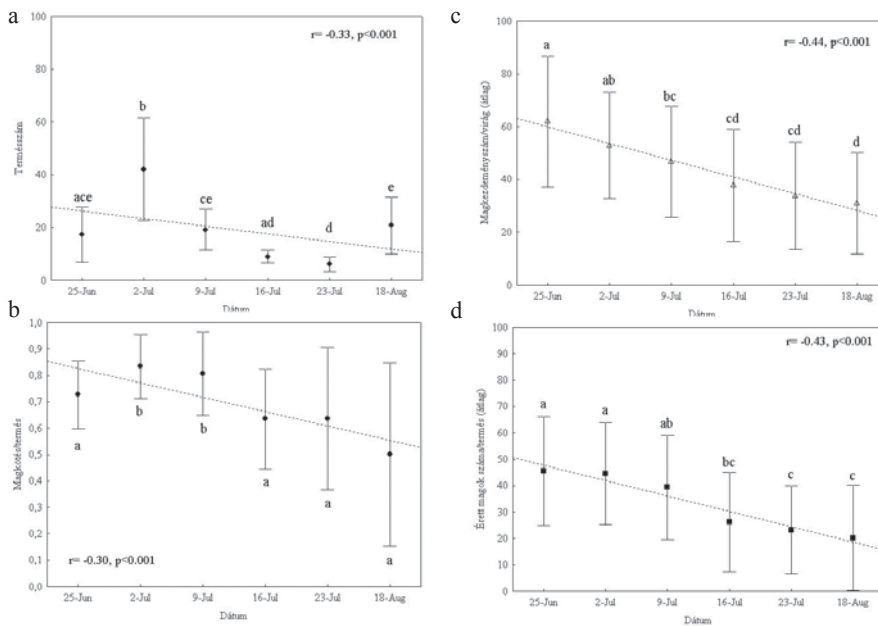 a
r= -0.33, p<0.001
Termésszám
100
80
60
40
20
0
ace
b
ce
ad
d
e
25-Jun 2-Jul 9-Jul 16-Jul 23-Jul 18-Aug
Dátum
b
Magkötés/termés
1,0
0,9
0,8
0,7
0,6
0,5
0,4
0,3
0,2
0,1
0,0
a
b
b
a
a
a
r= -0.30, p<0.001
25-Jun 2-Jul 9-Jul 16-Jul 23-Jul 18-Aug
Dátum
c
r= -0.44, p<0.001
Magkezdeményszám/virág (átlag)
100
80
60
40
20
0
a
ab
bc
cd
cd
d
25-Jun 2-Jul 9-Jul 16-Jul 23-Jul 18-Aug
Dátum
d
r= -0.43, p<0.001
Érett magok száma/termés (átlag)
100
90
80
70
60
50
40
30
20
10
0
a
a
ab
bc
c
c
25-Jun 2-Jul 9-Jul 16-Jul 23-Jul 18-Aug
Dátum